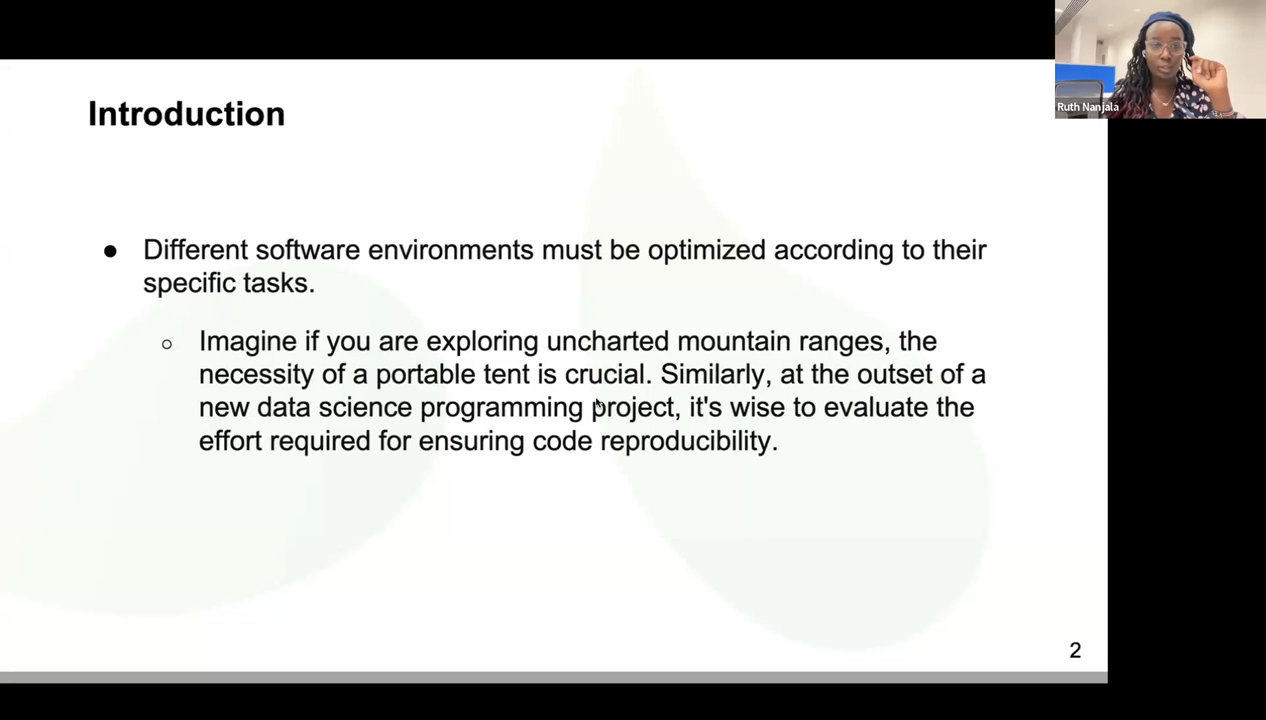 Introduction
Ruth Nanjala
● Different software environments must be optimized according to their
specific tasks.
○ Imagine if you are exploring uncharted mountain ranges, the
necessity of a portable tent is crucial. Similarly, at the outset of a
new data science programming project, it's wise to evaluate the
effort required for ensuring code reproducibility.
2